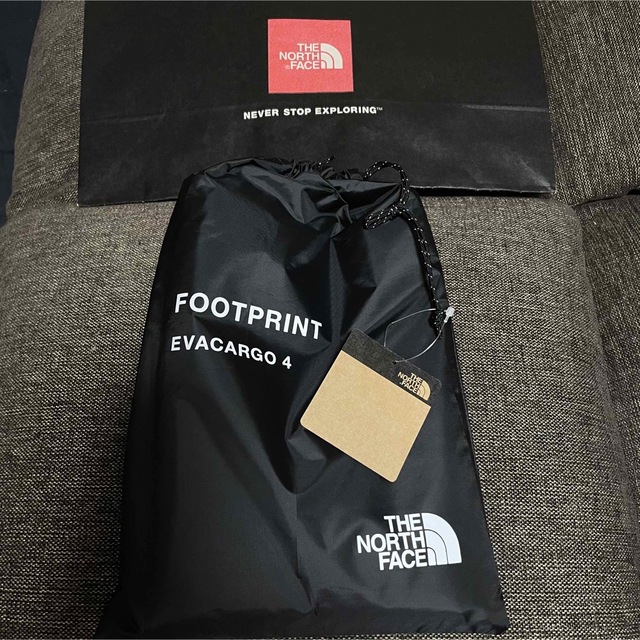 THE
NORTH
FACE
NEVER STOP EXPLORING™
FOOTPRINT
EVACARGO 4
THE
NORTH
FACE
THE
NORTH
FACE